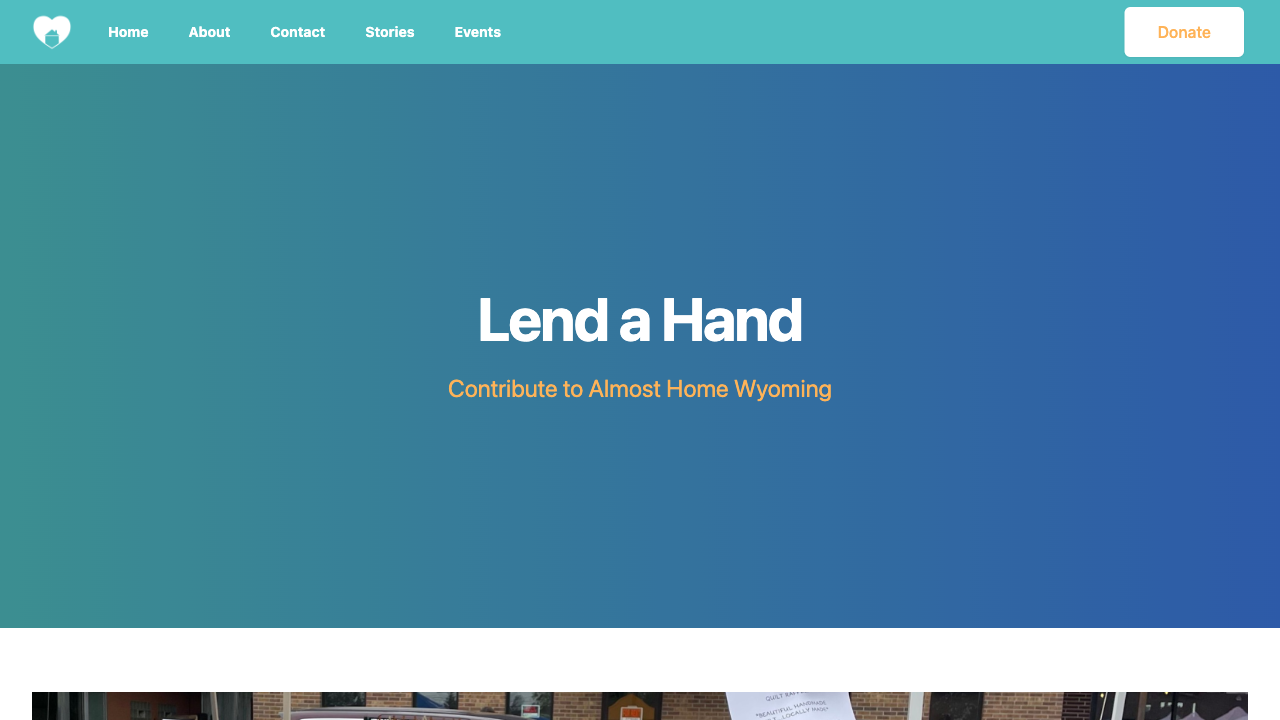 Home
About
Contact
Stories
Events
Donate
Lend a Hand
Contribute to Almost Home Wyoming
QUILT RAFFLE
*BEAUTIFUL HANDMADE
LOCALLY MADE*